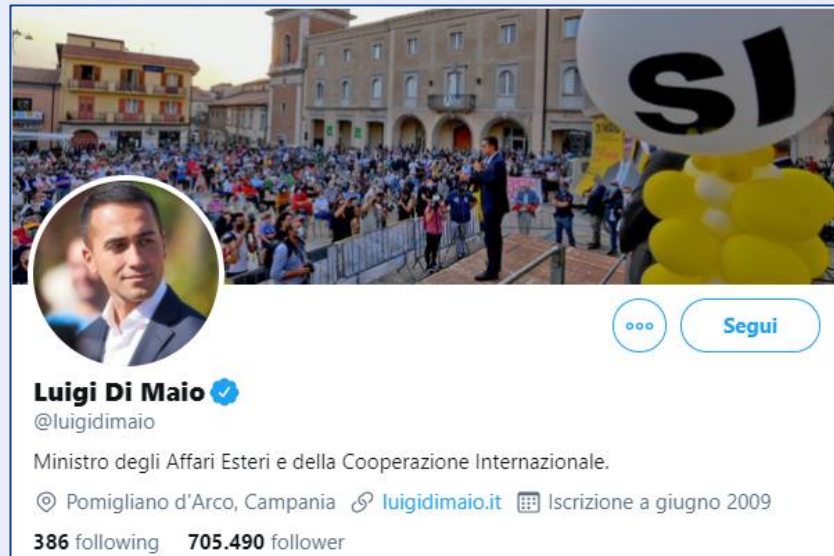 SI
Segui
Luigi Di Maio
@luigidimaio
Ministro degli Affari Esteri e della Cooperazione Internazionale.
Pomigliano d'Arco, Campania luigidimaio.it Iscrizione a giugno 2009
386 following 705.490 follower